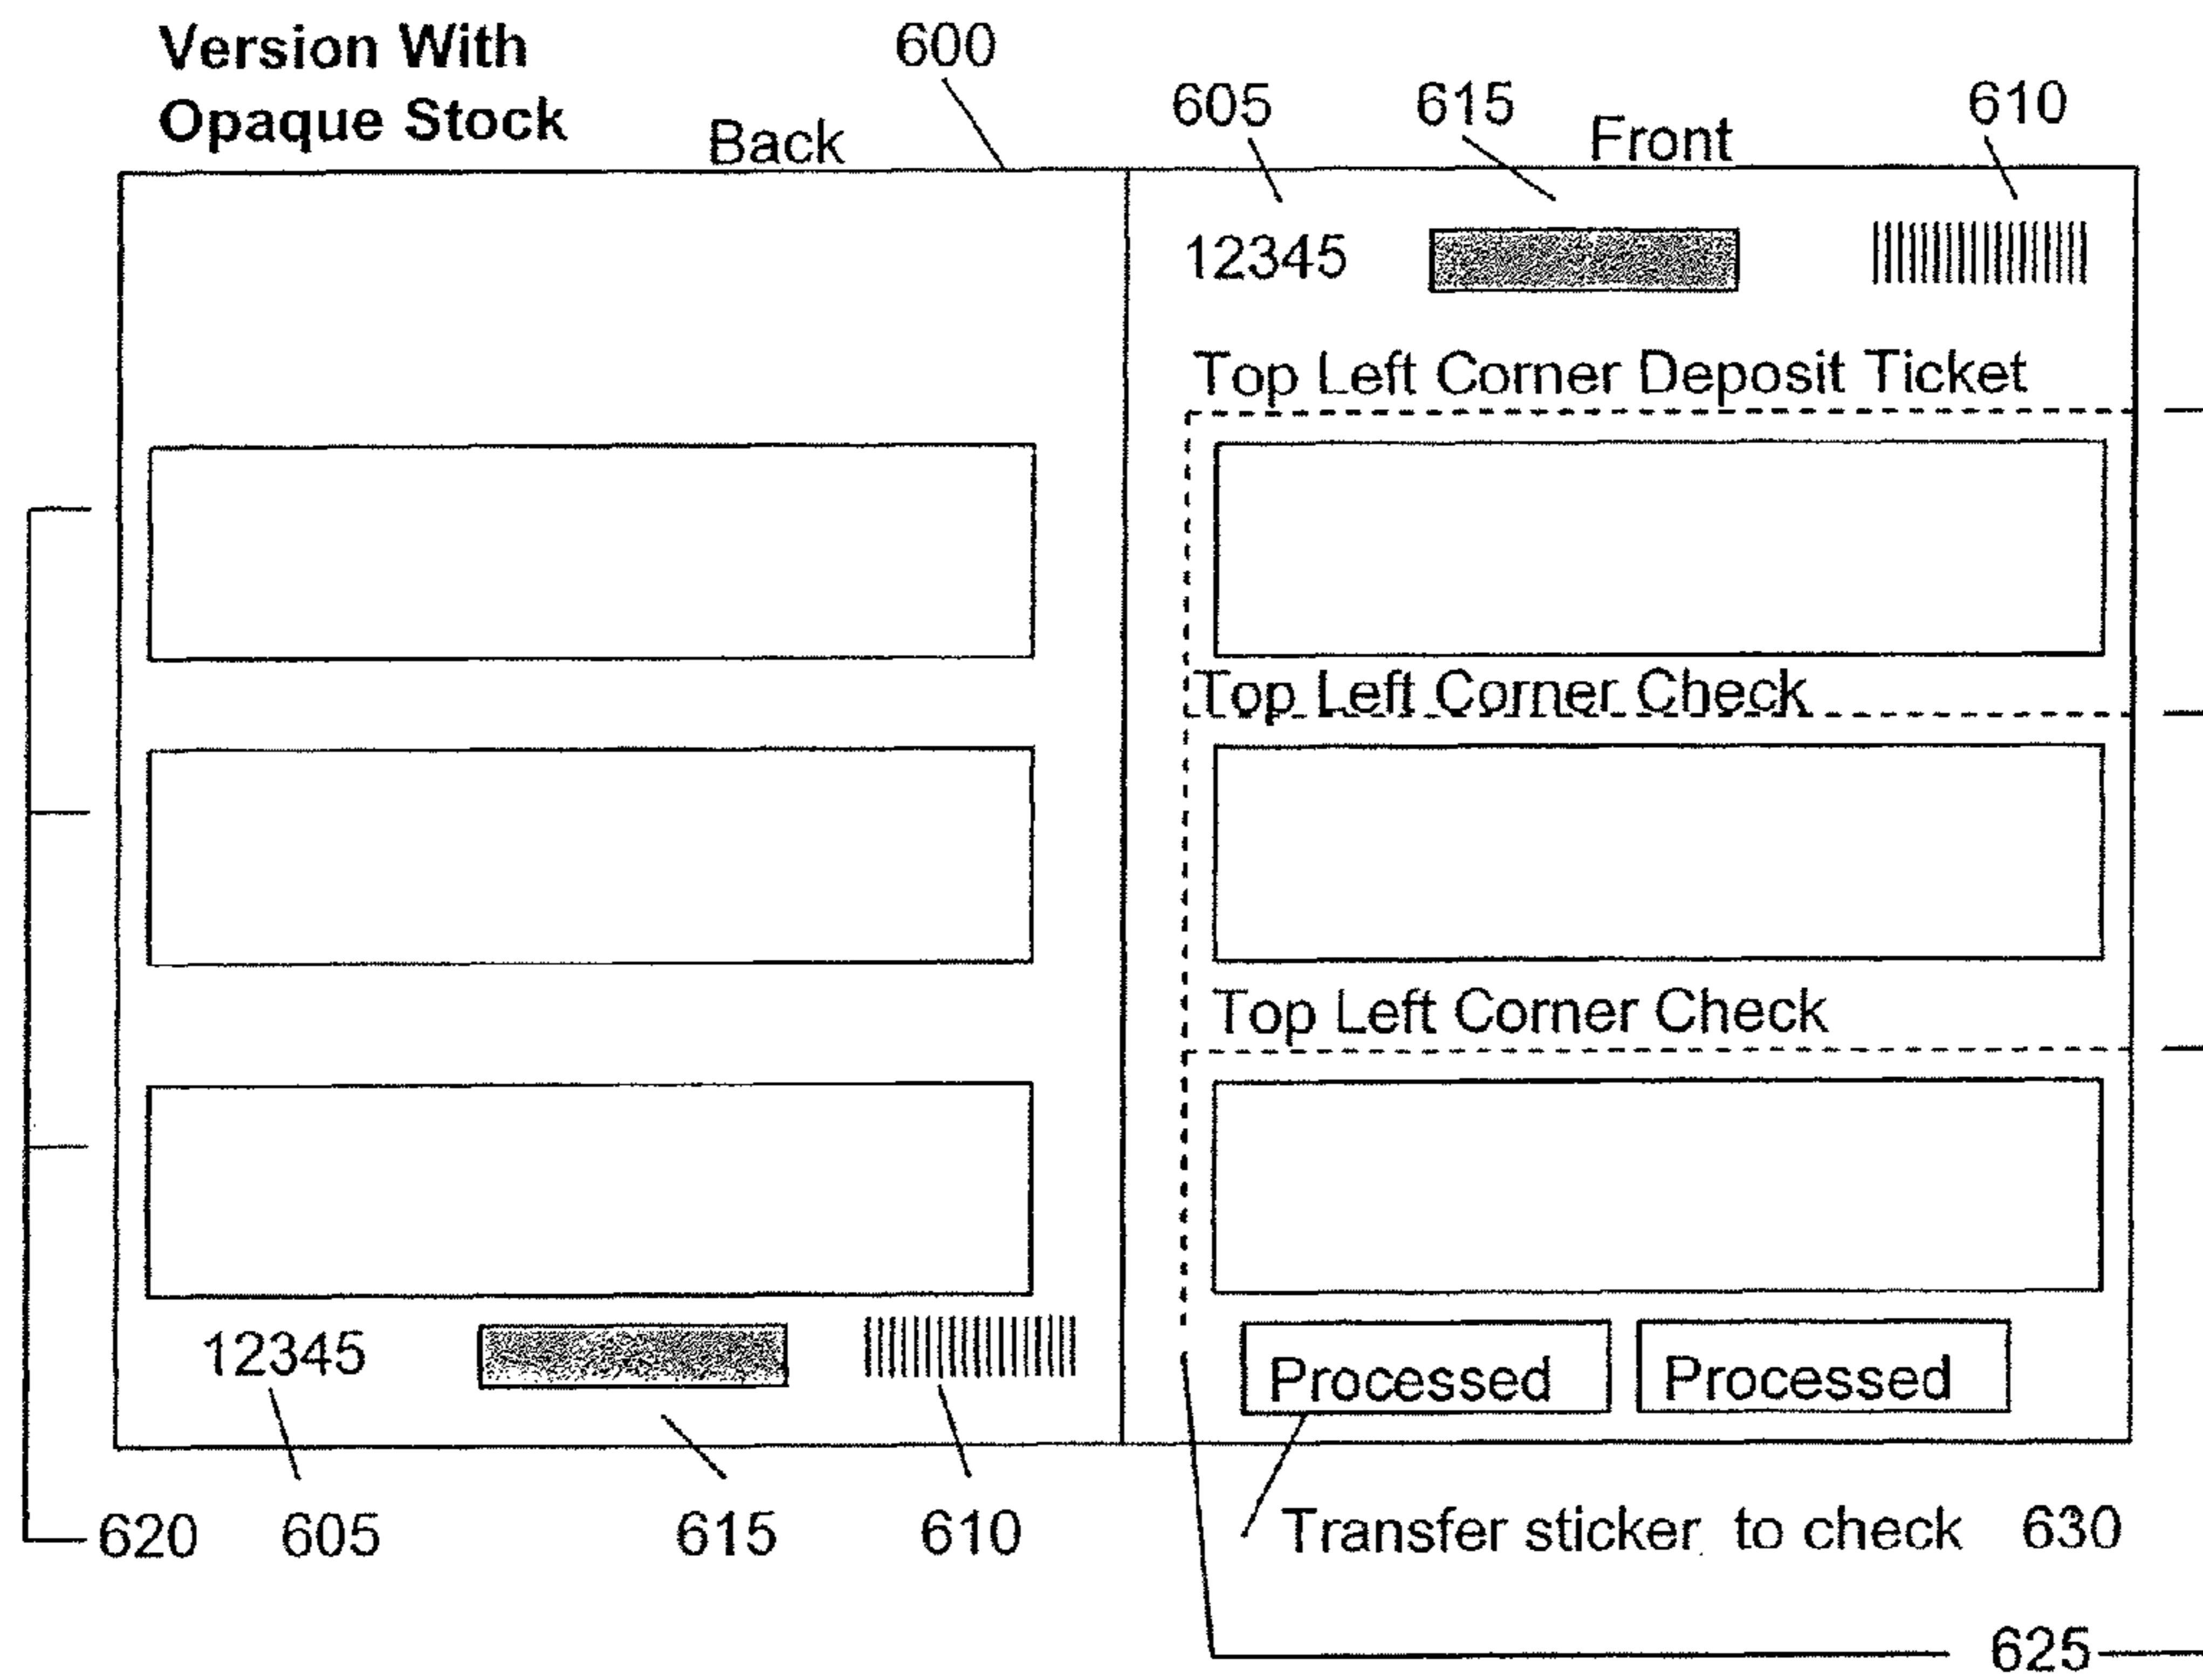 Version With
Opaque Stock
600
Back
605
615
Front
610
12345
Top Left Corner Deposit Ticket
Top Left Corner Check
Top Left Corner Check
12345
Processed
Processed
620
605
615
610
Transfer sticker to check 630
625